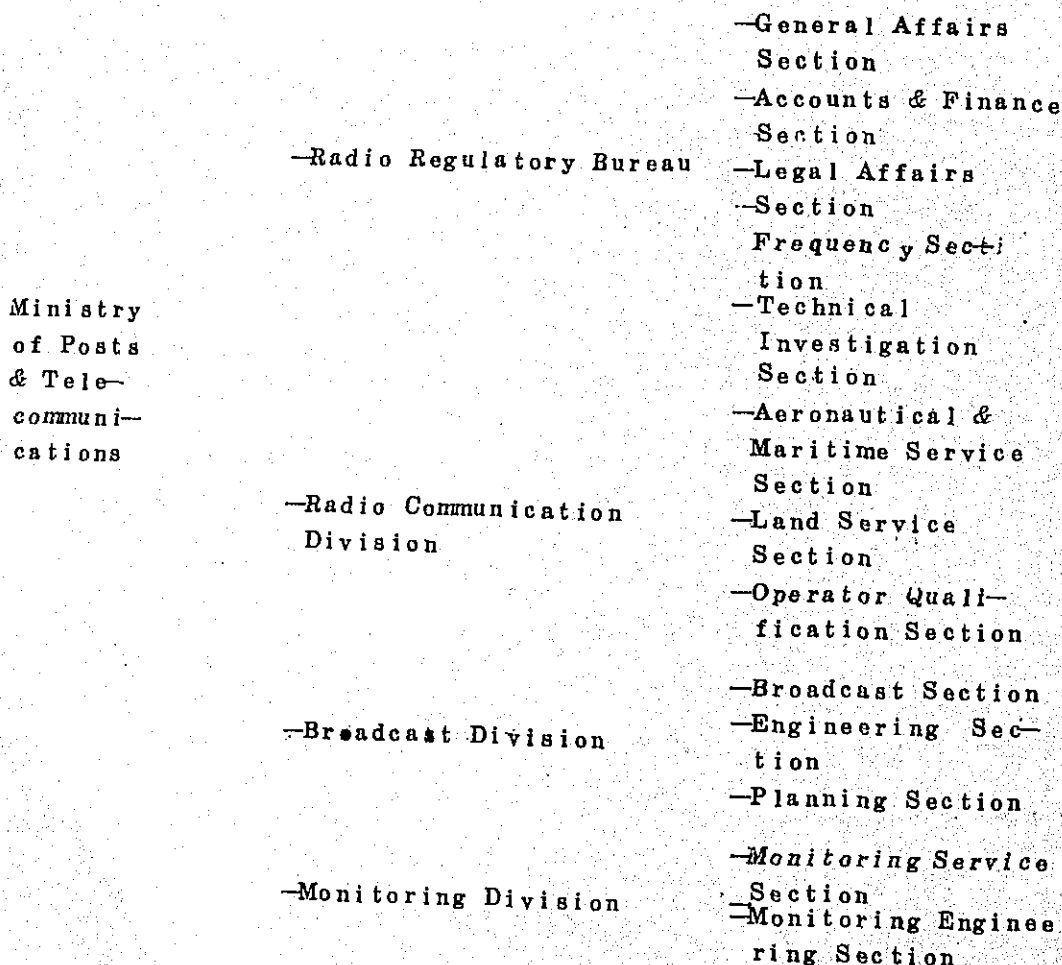 —General Affairs
Section
—Accounts & Finance
Section
—Radio Regulatory Bureau
—Legal Affairs
—Section
Frequency Secti
tion
Ministry
of Posts
& Tele—
communi—
cations
—Technical
Investigation
Section
—Aeronautical &
Maritime Service
Section
—Radio Communication
Division
—Land Service
Section
—Operator Quali—
fication Section
—Broadcast Division
—Broadcast Section
—Engineering Sec—
tion
—Planning Section
—Monitoring Division
—Monitoring Service
Section
—Monitoring Enginee
ring Section